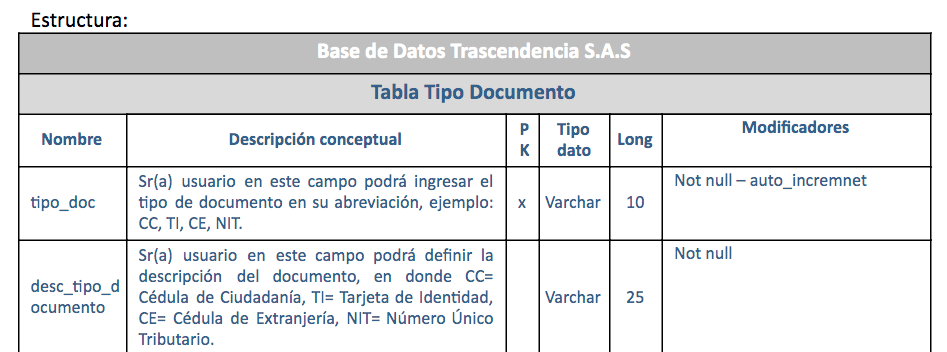 Estructura:
Base de Datos Trascendencia S.A.S
Tabla Tipo Documento
Nombre
Descripción conceptual
P
K
Tipo
dato
Long
Modificadores
tipo_doc
Sr(a) usuario en este campo podrá ingresar el
tipo de documento en su abreviación, ejemplo:
CC, TI, CE, NIT.
x
Varchar
10
Not null – auto_incremnet
desc_tipo_d
ocumento
Sr(a) usuario en este campo podrá definir la
descripción del documento, en donde CC=
Cédula de Ciudadanía, TI= Tarjeta de Identidad,
CE= Cédula de Extranjería, NIT= Número Único
Tributario.
Varchar
25
Not null